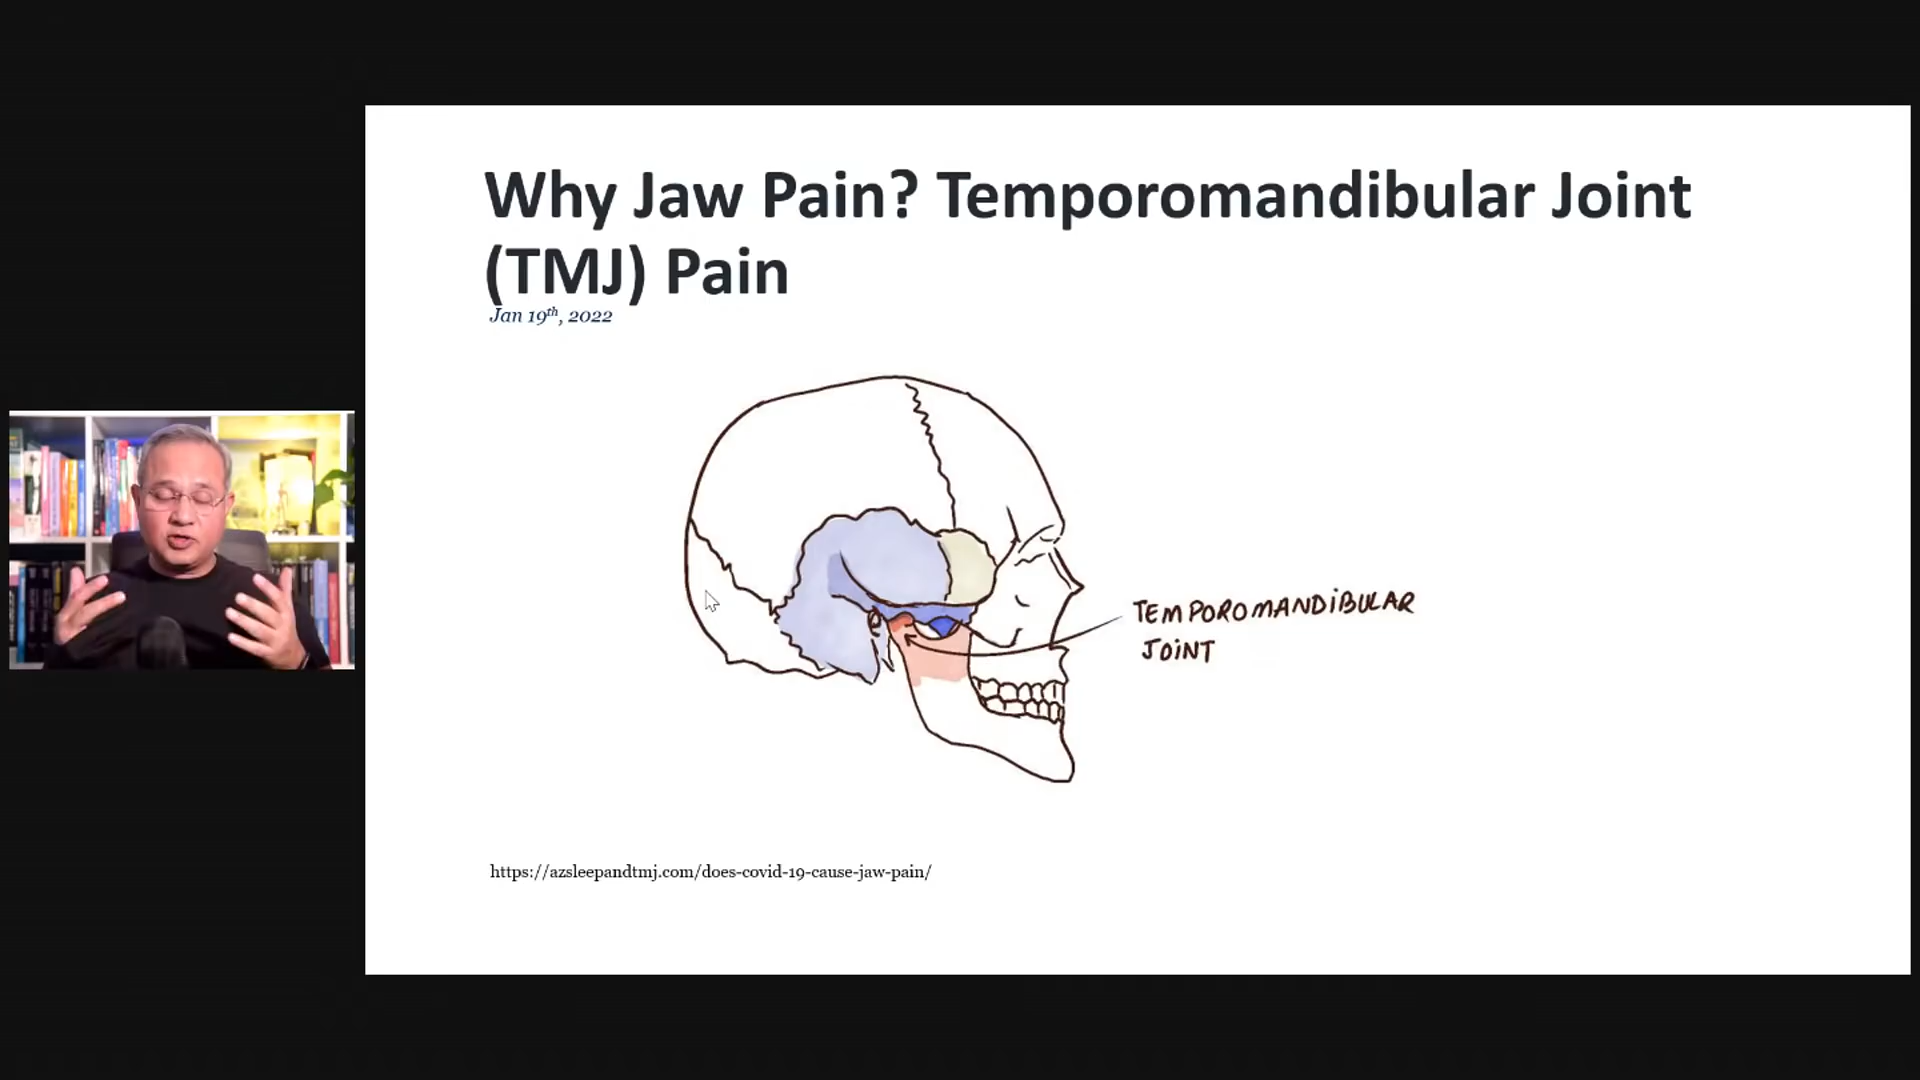 Why Jaw Pain? Temporomandibular Joint
(TMJ) Pain
Jan 19th, 2022
TEMPOROMANDIBULAR
JOINT
https://azsleepandtmj.com/does-covid-19-cause-jaw-pain/